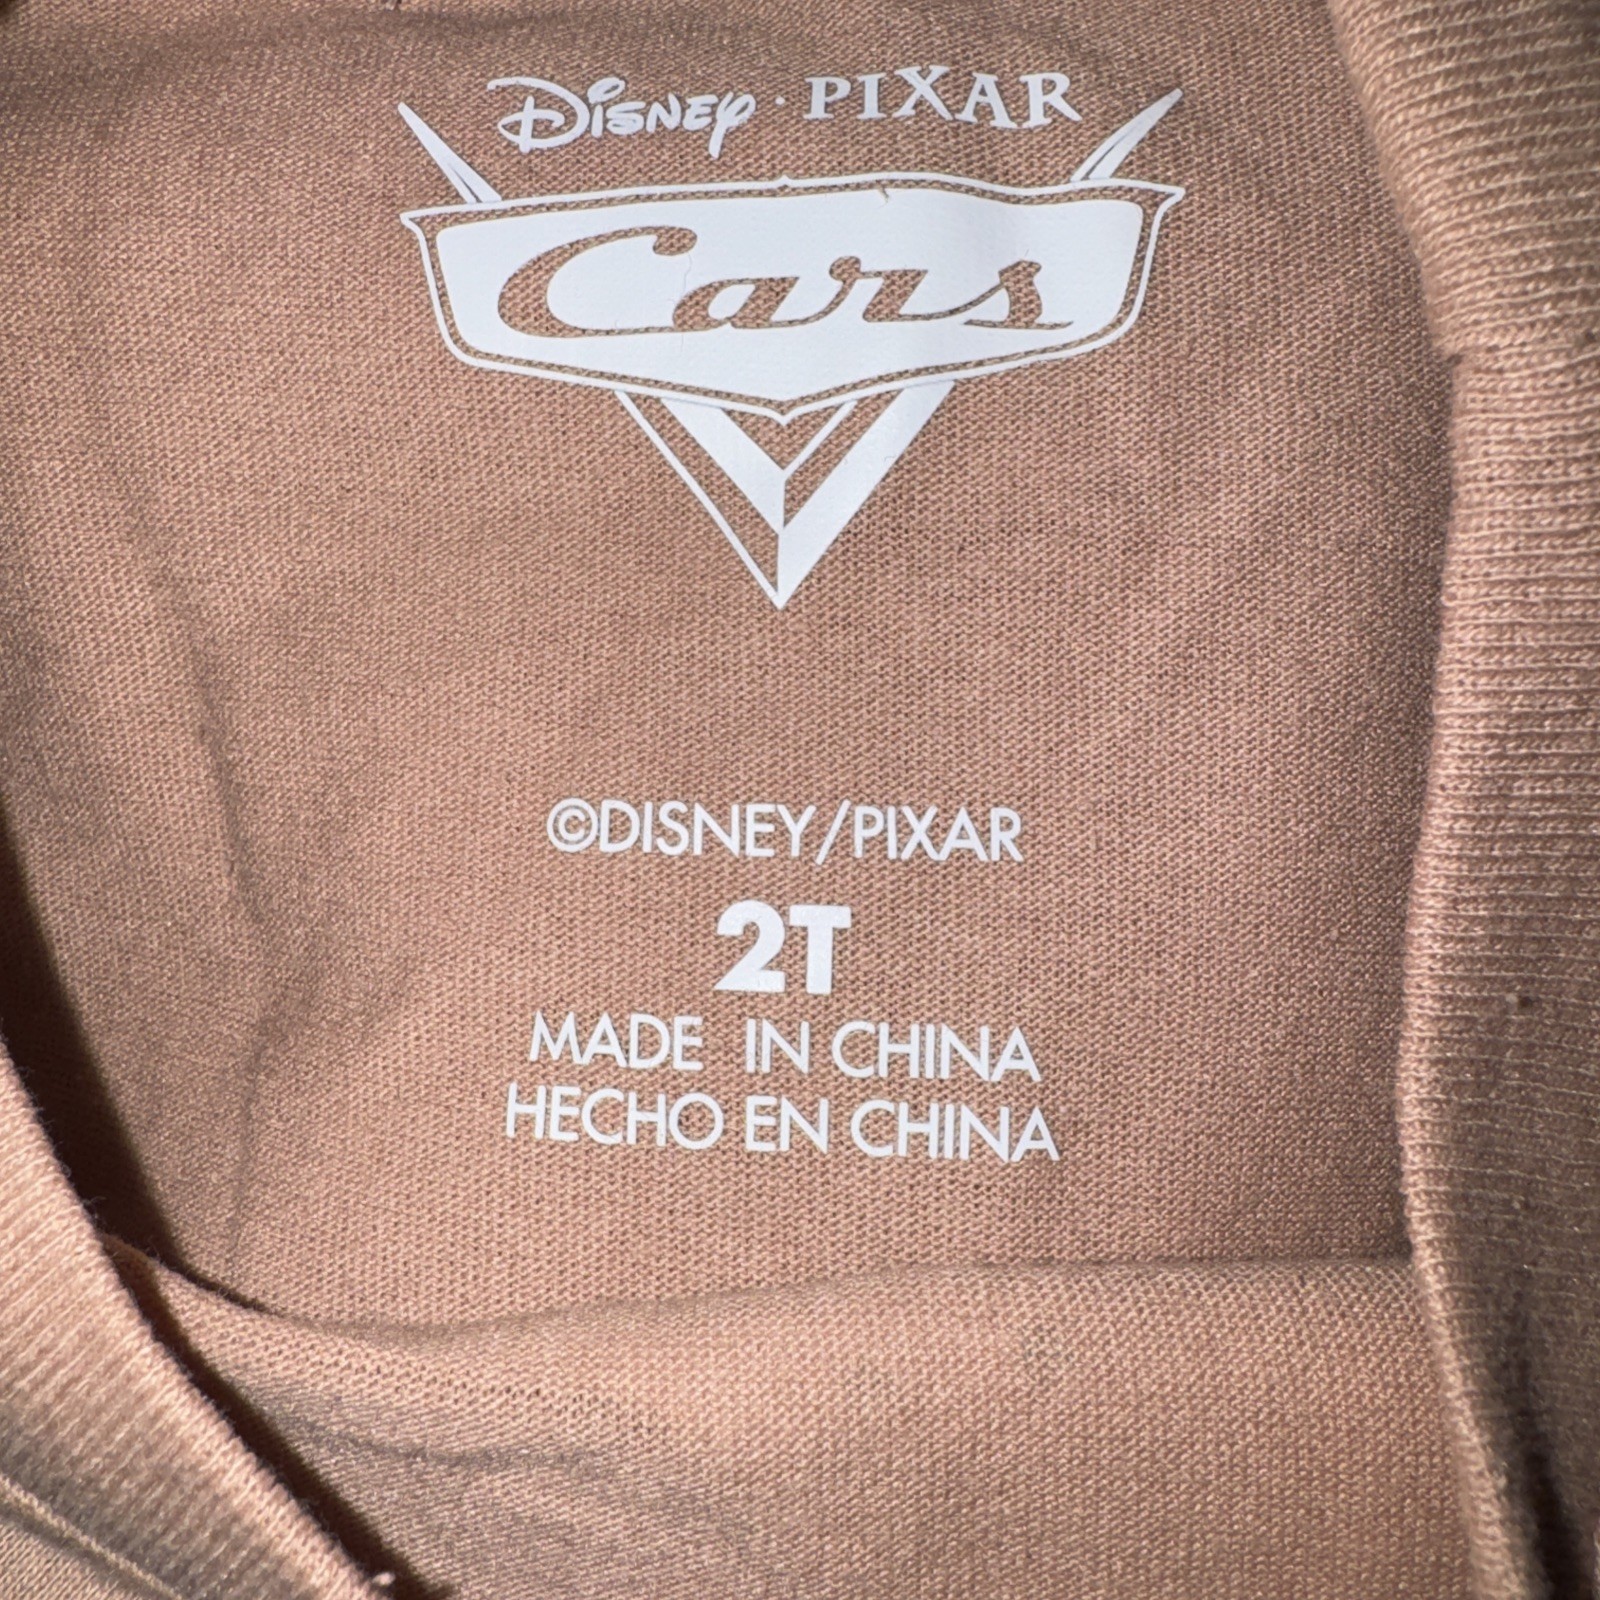 Disney · PIXAR
Cars
©DISNEY/PIXAR
2T
MADE IN CHINA
HECHO EN CHINA